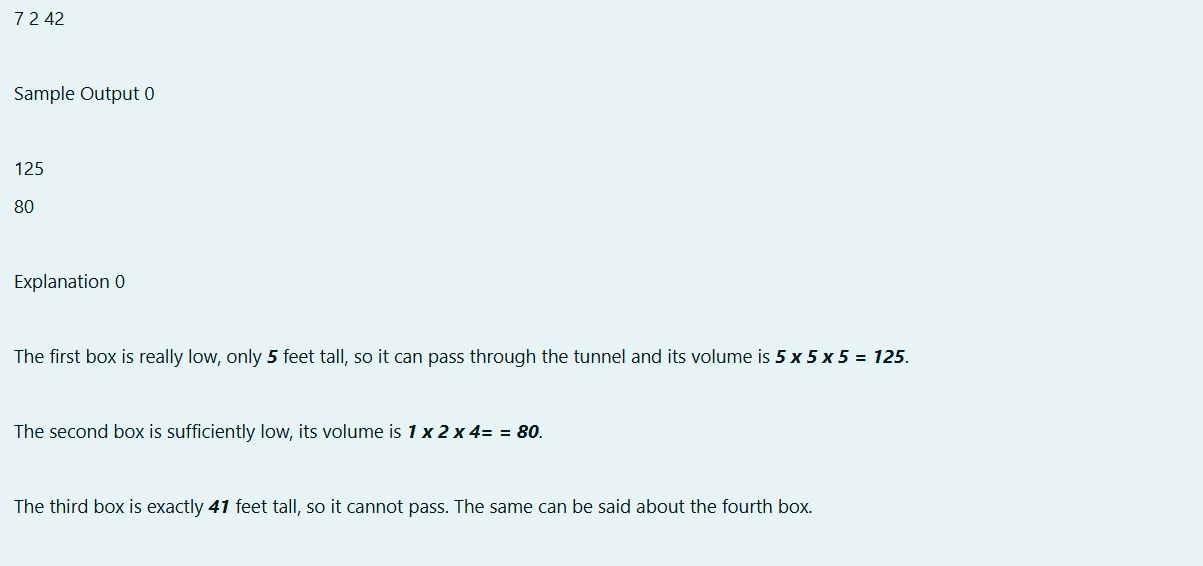 7 2 42
Sample Output 0
125
80
Explanation 0
The first box is really low, only 5 feet tall, so it can pass through the tunnel and its volume is 5 x 5 x 5 = 125.
The second box is sufficiently low, its volume is 1 x 2 x 4= = 80.
The third box is exactly 41 feet tall, so it cannot pass. The same can be said about the fourth box.